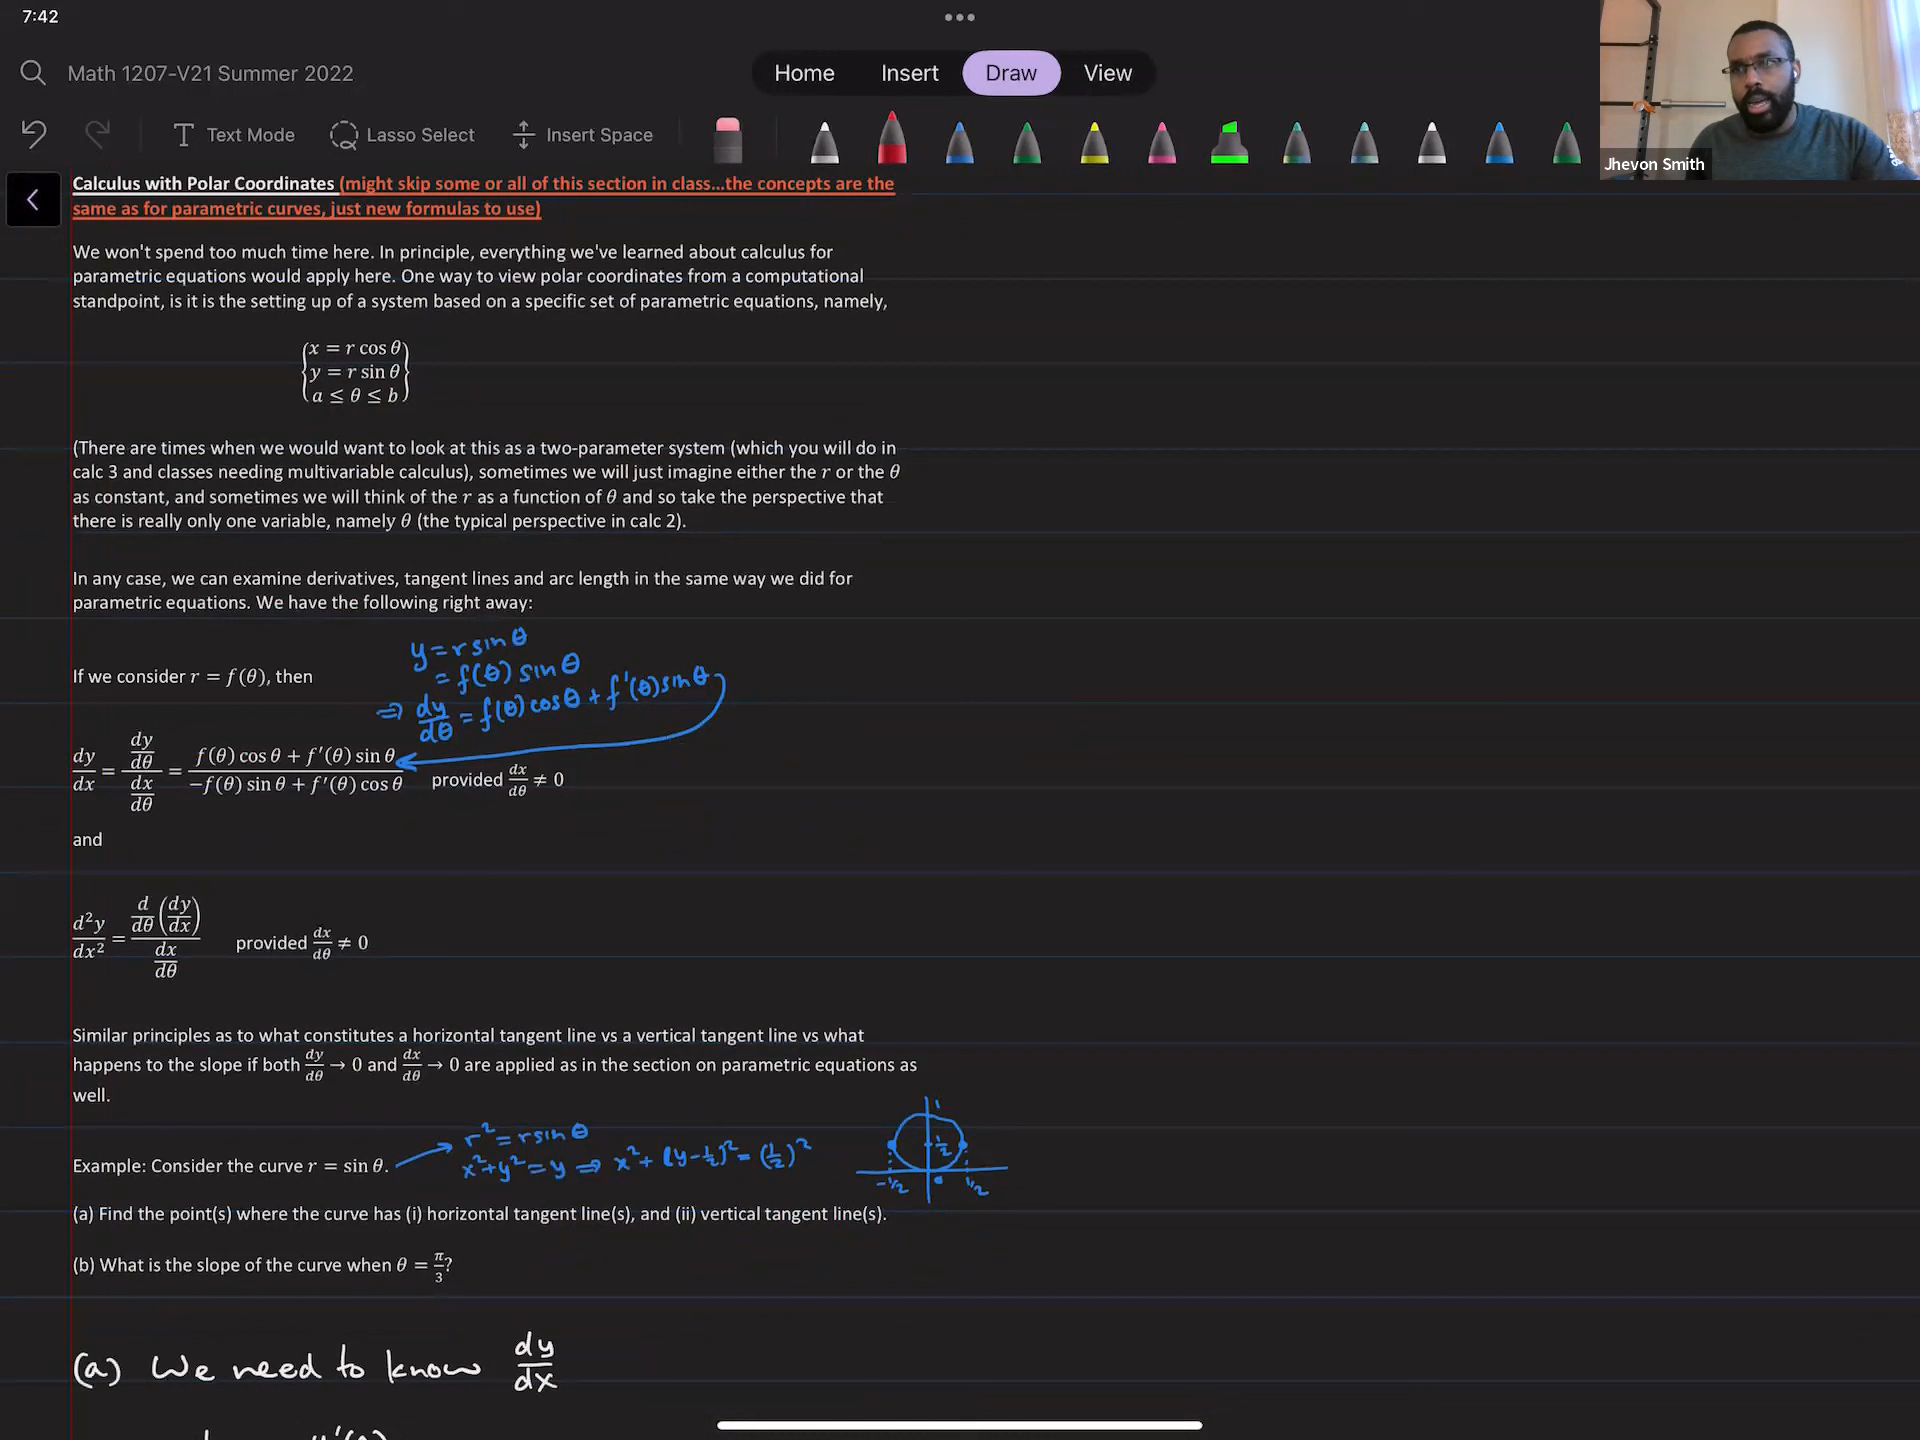 7:42
Math 1207-V21 Summer 2022
Home Insert Draw View
Text Mode Lasso Select Insert Space
Jhevon Smith
Calculus with Polar Coordinates (might skip some or all of this section in class...the concepts are the
same as for parametric curves, just new formulas to use)
We won't spend too much time here. In principle, everything we've learned about calculus for
parametric equations would apply here. One way to view polar coordinates from a computational
standpoint, is it is the setting up of a system based on a specific set of parametric equations, namely,
{x = r cos θ
y = r sin θ
a ≤ θ ≤ b}
(There are times when we would want to look at this as a two-parameter system (which you will do in
calc 3 and classes needing multivariable calculus), sometimes we will just imagine either the r or the θ
as constant, and sometimes we will think of the r as a function of θ and so take the perspective that
there is really only one variable, namely θ (the typical perspective in calc 2).
In any case, we can examine derivatives, tangent lines and arc length in the same way we did for
parametric equations. We have the following right away:
y = r sin θ
= f(θ) sin θ
If we consider r = f(θ), then
⇒ dy/dθ = f(θ) cos θ + f'(θ) sin θ
dy/dx = (dy/dθ)/(dx/dθ) = (f(θ) cos θ + f'(θ) sin θ)/(−f(θ) sin θ + f'(θ) cos θ) provided dx/dθ ≠ 0
and
d²y/dx² = (d/dθ (dy/dx))/(dx/dθ) provided dx/dθ ≠ 0
Similar principles as to what constitutes a horizontal tangent line vs a vertical tangent line vs what
happens to the slope if both dy/dθ → 0 and dx/dθ → 0 are applied as in the section on parametric equations as
well.
r² = r sin θ
Example: Consider the curve r = sin θ.
x² + y² = y ⇒ x² + (y − 1/2)² = (1/2)²
1
1/2
-1/2 0 1/2
(a) Find the point(s) where the curve has (i) horizontal tangent line(s), and (ii) vertical tangent line(s).
(b) What is the slope of the curve when θ = π/3?
(a) We need to know dy/dx